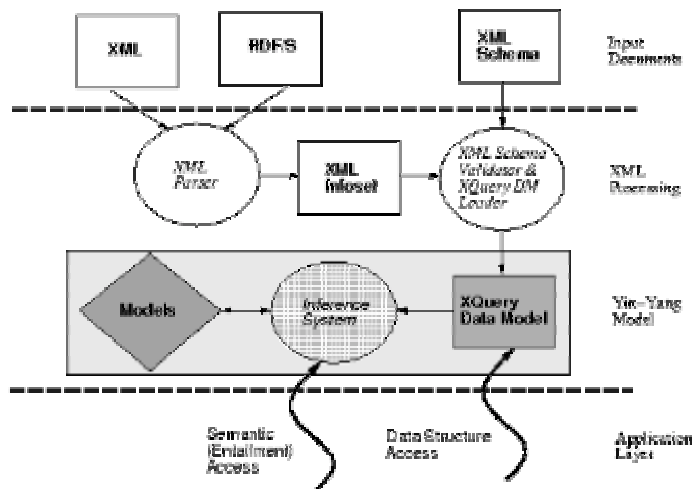 XML
RDF/S
XML
Schema
Input
Documents
XML
Parser
XML
Infoset
XML Schema
Validator &
XQuery DM
Loader
XML
Processing
Models
Inference
System
XQuery
Data Model
Yin-Yang
Model
Semantic
(Entailment)
Access
Data Structure
Access
Application
Layer